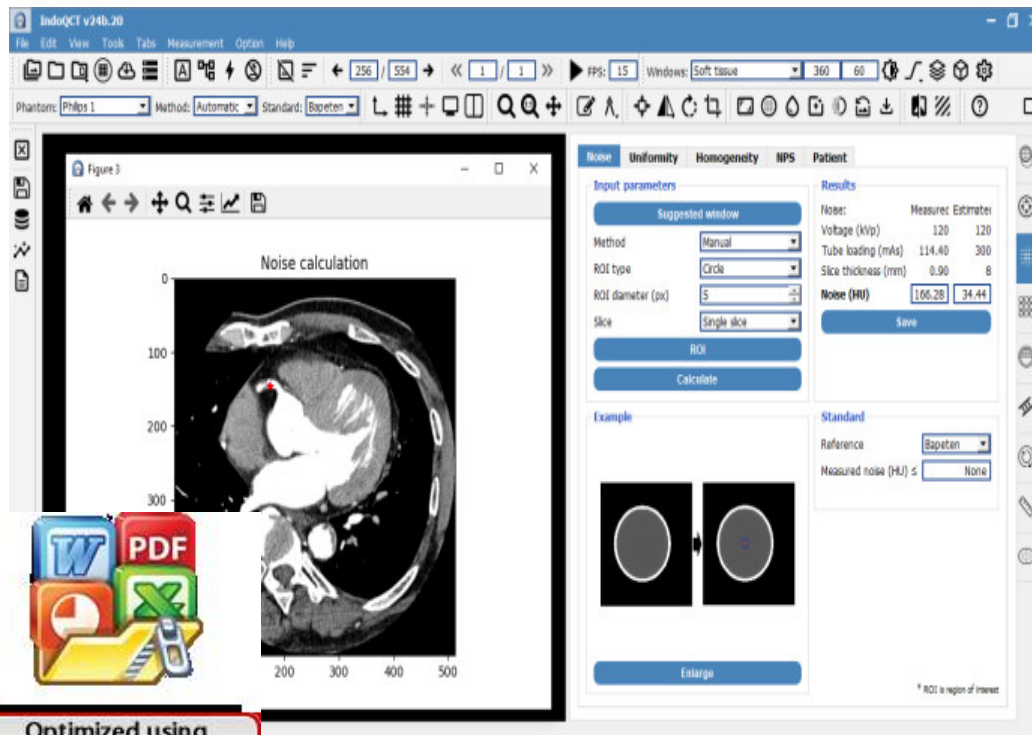 IndoQCT v24b.20
File Edit View Tools Tabs Measurement Option Help
256 / 554 1 / 1 FPS: 15 Windows: Soft tissue 360 60
Phantom: Philips 1 Method: Automatic Standard: Bapeten
Figure 3
Noise calculation
0
100
200
300
200 300 400 500
W PDF
X
Optimized using
Noise Uniformity Homogeneity NPS Patient
Input parameters
Suggested window
Method Manual
ROI type Circle
ROI diameter (px) 5
Slice Single slice
ROI
Calculate
Example
Enlarge
Results
Noise: Measurec Estimatec
Voltage (kVp) 120 120
Tube loading (mAs) 114.40 300
Slice thickness (mm) 0.90 8
Noise (HU) 166.28 34.44
Save
Standard
Reference Bapeten
Measured noise (HU) ≤ None
* ROI is region of interest